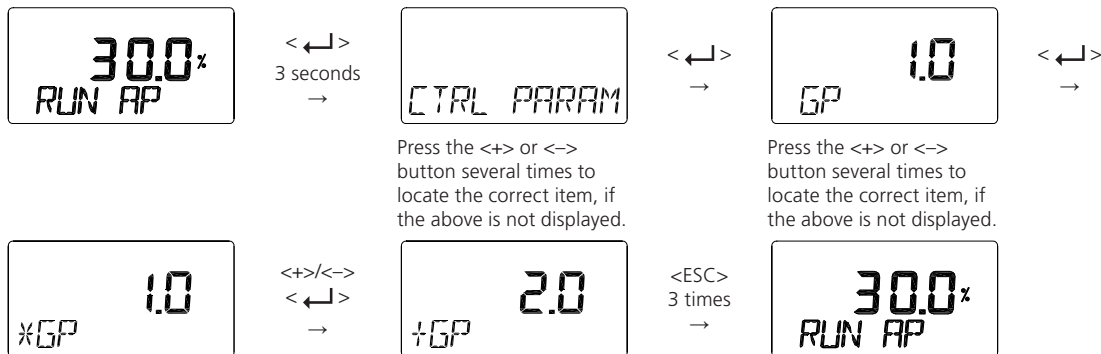 30.0%
RUN AP
< ↵ >
3 seconds
→
CTRL PARAM
Press the <+> or <–>
button several times to
locate the correct item, if
the above is not displayed.
< ↵ >
→
1.0
GP
Press the <+> or <–>
button several times to
locate the correct item, if
the above is not displayed.
< ↵ >
→
1.0
*GP
<+>/<–>
< ↵ >
→
2.0
+GP
<ESC>
3 times
→
30.0%
RUN AP